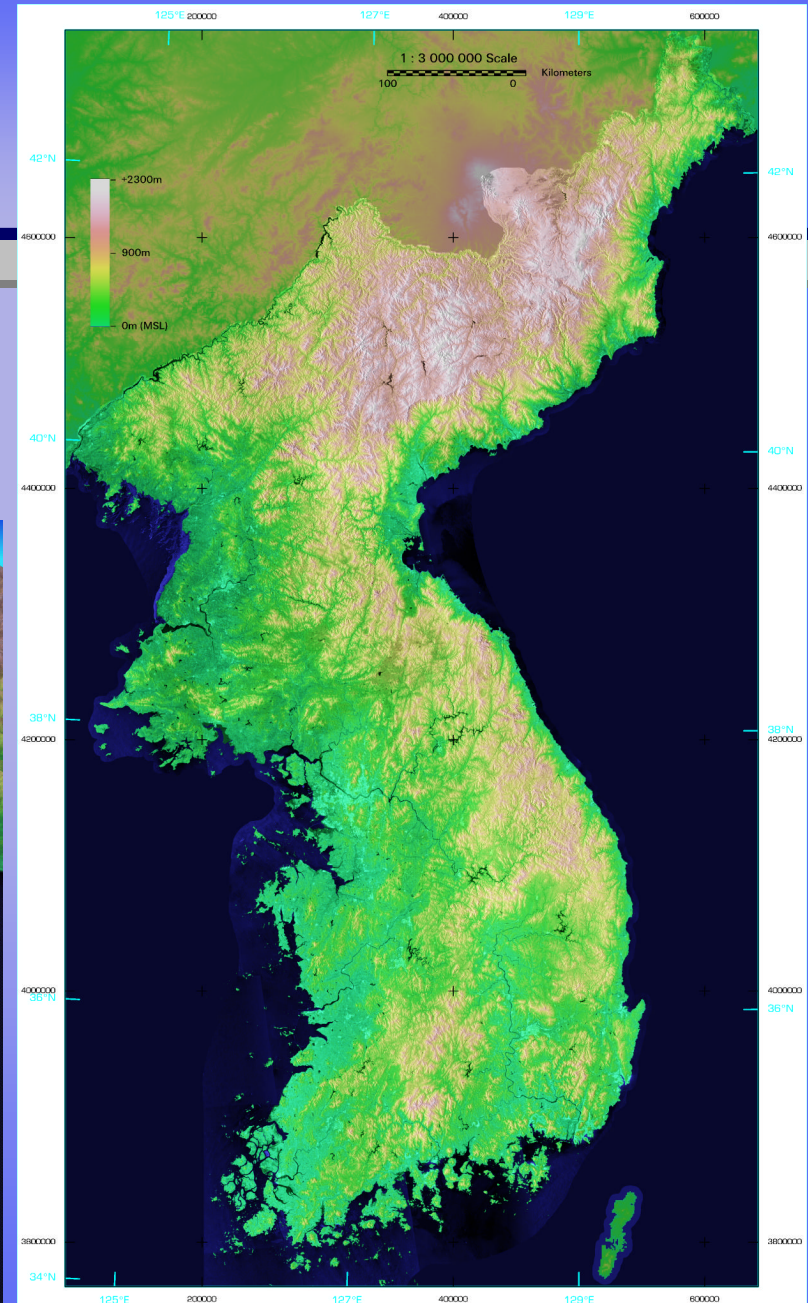 125°E 200000 127°E 400000 129°E 600000
1 : 3 000 000 Scale
Kilometers
100 0
42°N 42°N
+2300m
4600000 4600000
900m
0m (MSL)
40°N 40°N
4400000 4400000
38°N 38°N
4200000 4200000
4000000 4000000
36°N 36°N
3800000 3800000
34°N
125°E 200000 127°E 400000 129°E 600000